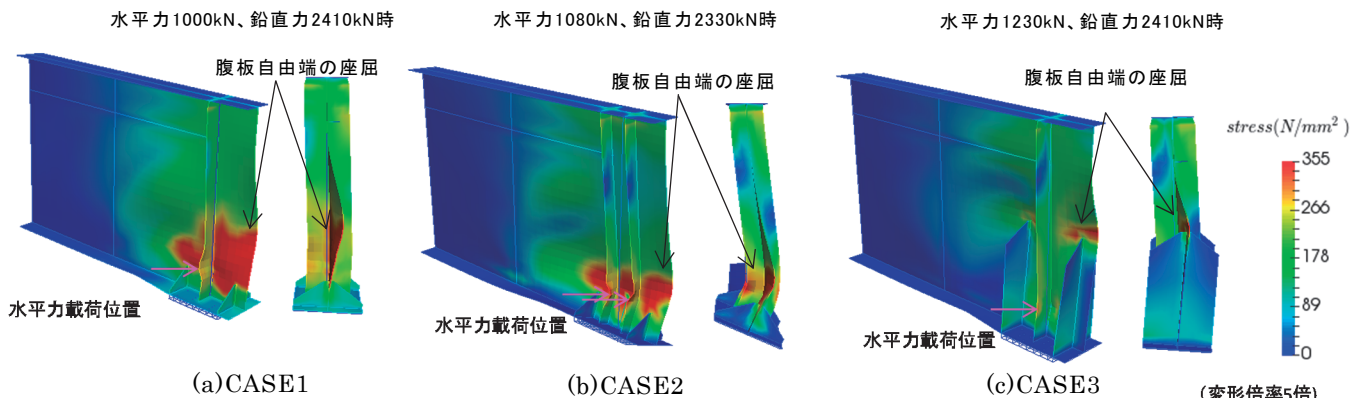 水平力1000kN、鉛直力2410kN時
水平力1080kN、鉛直力2330kN時
水平力1230kN、鉛直力2410kN時
腹板自由端の座屈
腹板自由端の座屈
腹板自由端の座屈
stress(N/mm²)
355
266
178
89
0
水平力載荷位置
水平力載荷位置
水平力載荷位置
(a)CASE1
(b)CASE2
(c)CASE3
(変形倍率5倍)